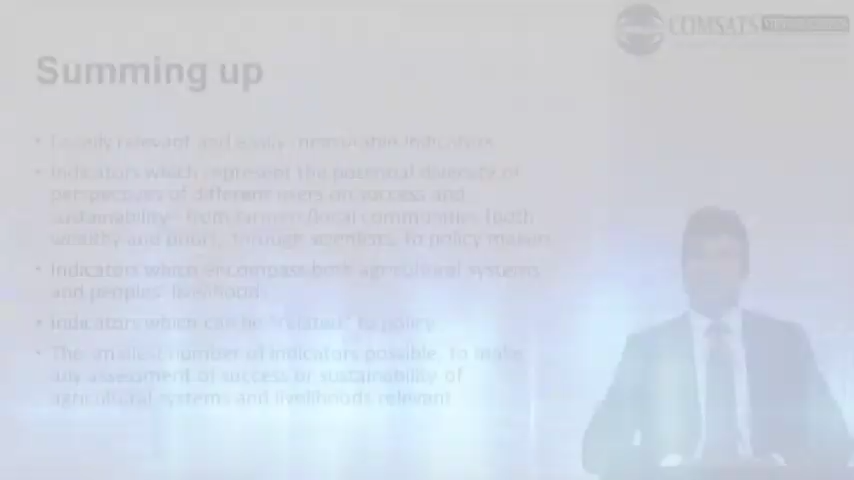 COMSATS
Summing up
• Locally relevant and easily measurable indicators
• Indicators which represent the potential diversity of
perspectives of different users on success and
sustainability- from farmers/local communities (both
wealthy and poor), through scientists, to policy makers
• Indicators which encompass both agricultural systems
and peoples' livelihoods
• Indicators which can be "related" to policy
• The smallest number of indicators possible, to make
any assessment of success or sustainability of
agricultural systems and livelihoods relevant